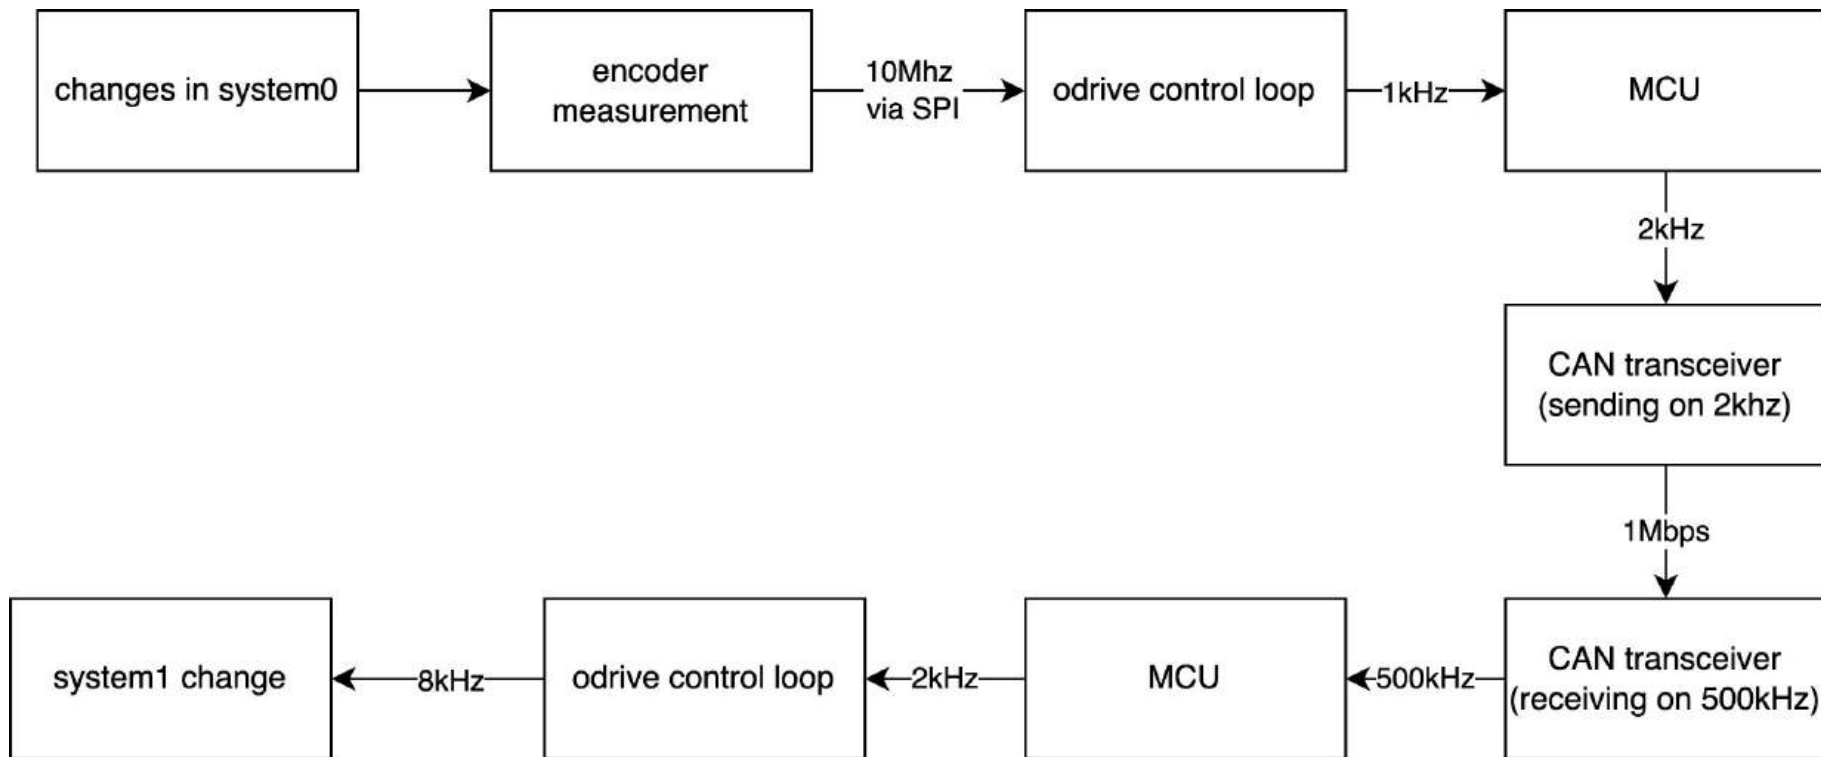 changes in system0
encoder
measurement
10Mhz
via SPI
odrive control loop
1kHz
MCU
2kHz
CAN transceiver
(sending on 2khz)
1Mbps
CAN transceiver
(receiving on 500kHz)
500kHz
MCU
2kHz
odrive control loop
8kHz
system1 change